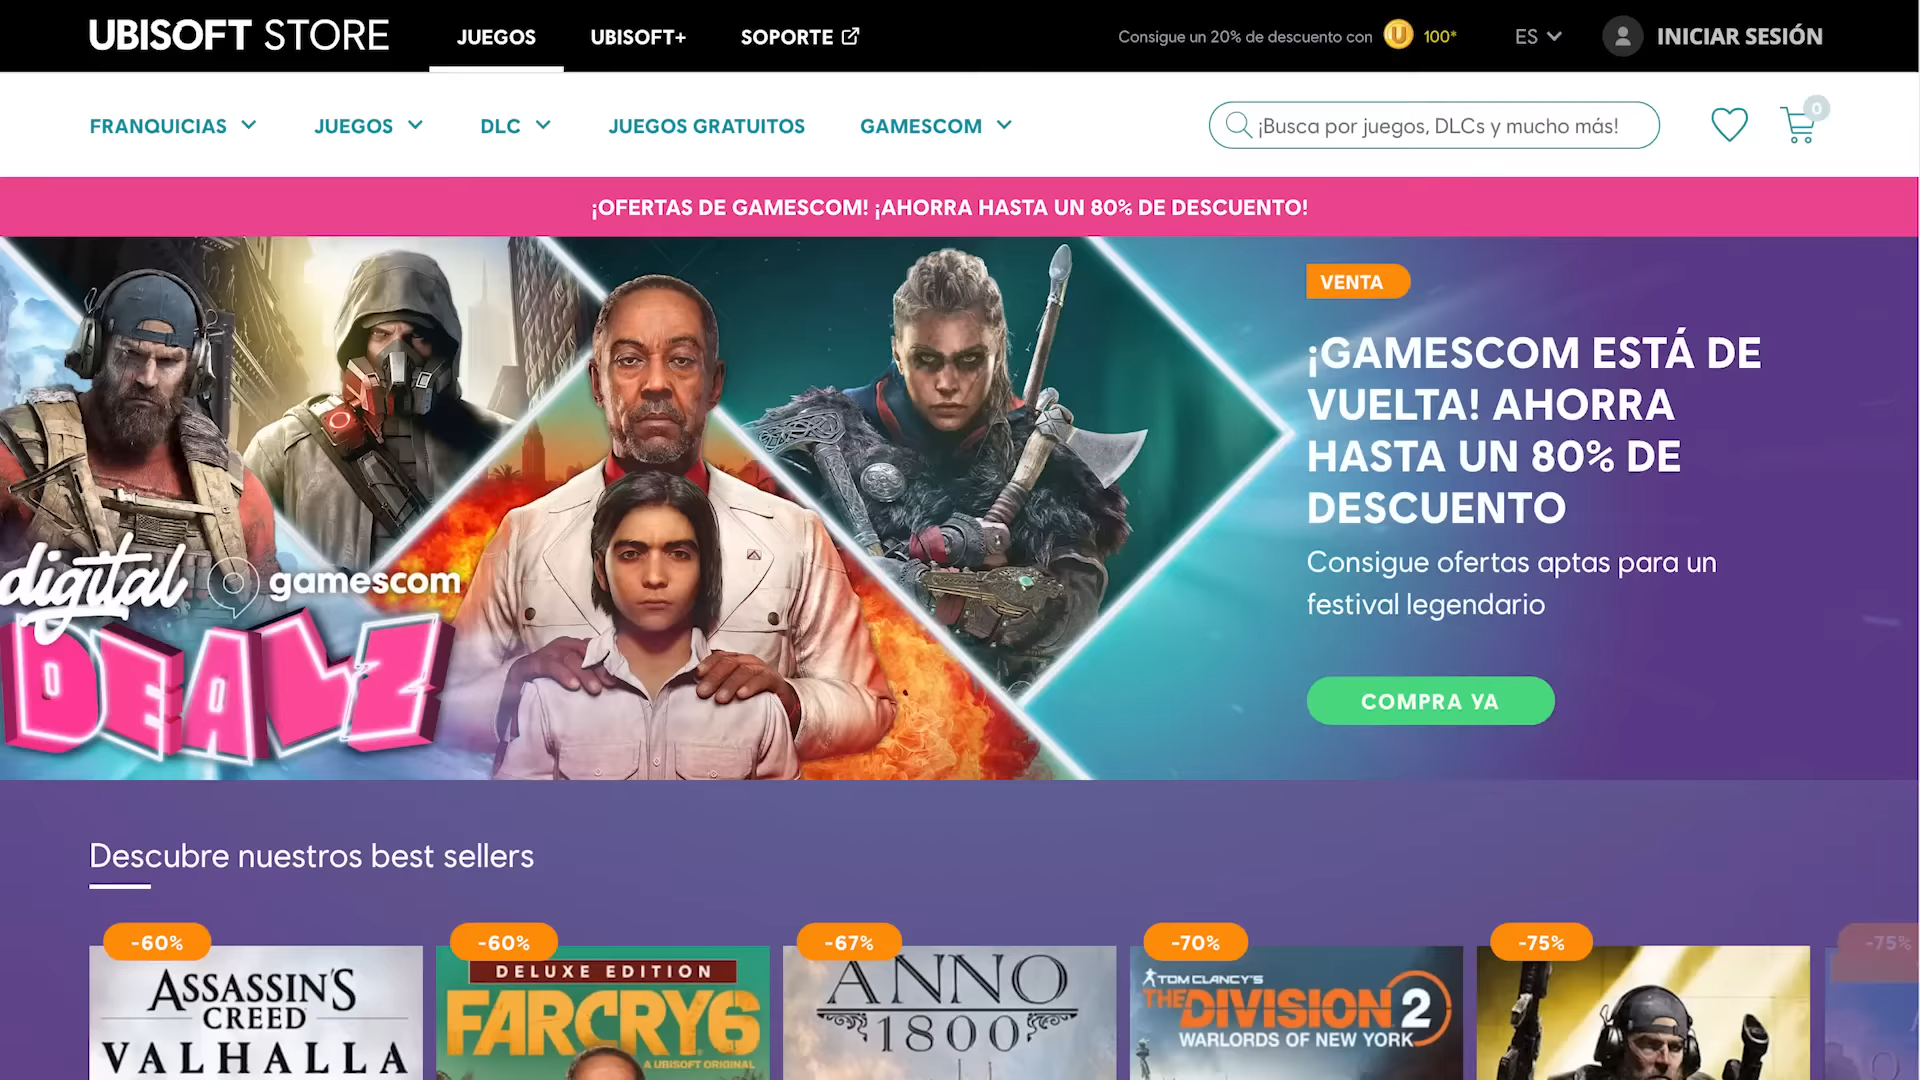 UBISOFT STORE
JUEGOS
UBISOFT+
SOPORTE
Consigue un 20% de descuento con
100*
ES
INICIAR SESIÓN
FRANQUICIAS
JUEGOS
DLC
JUEGOS GRATUITOS
GAMESCOM
¡Busca por juegos, DLCs y mucho más!
0
¡OFERTAS DE GAMESCOM! ¡AHORRA HASTA UN 80% DE DESCUENTO!
VENTA
¡GAMESCOM ESTÁ DE
VUELTA! AHORRA
HASTA UN 80% DE
DESCUENTO
Consigue ofertas aptas para un
festival legendario
COMPRA YA
digital
gamescom
DEALZ
Descubre nuestros best sellers
-60%
-60%
-67%
-70%
-75%
-75%
ASSASSIN'S
CREED
VALHALLA
DELUXE EDITION
FARCRY6
A UBISOFT ORIGINAL
ANNO
1800
TOM CLANCY'S
THE DIVISION 2
WARLORDS OF NEW YORK